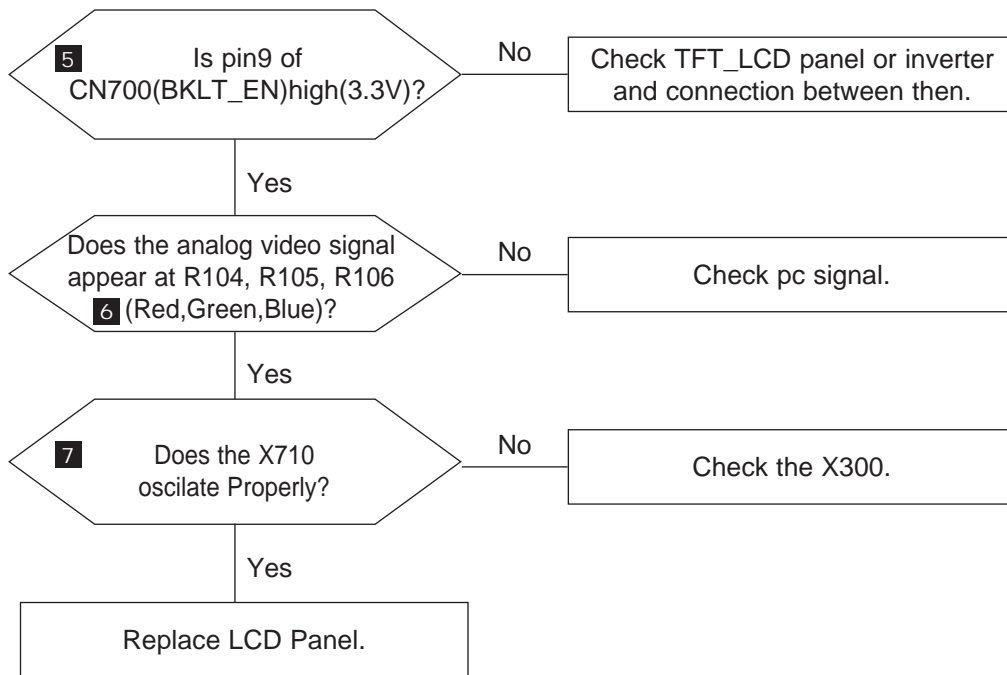 5
Is pin9 of
CN700(BKLT_EN)high(3.3V)?
No
Check TFT_LCD panel or inverter
and connection between then.
Yes
Does the analog video signal
appear at R104, R105, R106
6 (Red,Green,Blue)?
No
Check pc signal.
Yes
7
Does the X710
oscilate Properly?
No
Check the X300.
Yes
Replace LCD Panel.